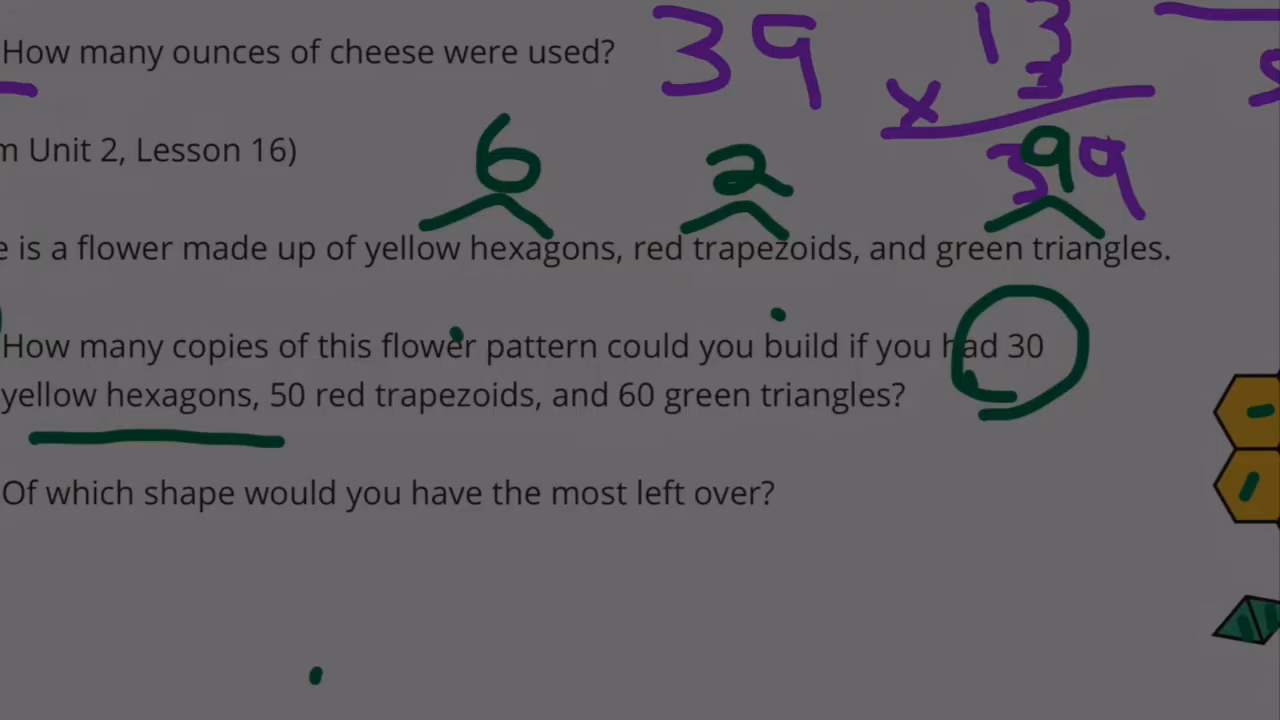 How many ounces of cheese were used? 39 13
x 3
m Unit 2, Lesson 16) 6 2 9 39
e is a flower made up of yellow hexagons, red trapezoids, and green triangles.
How many copies of this flower pattern could you build if you had 30
yellow hexagons, 50 red trapezoids, and 60 green triangles?
Of which shape would you have the most left over?